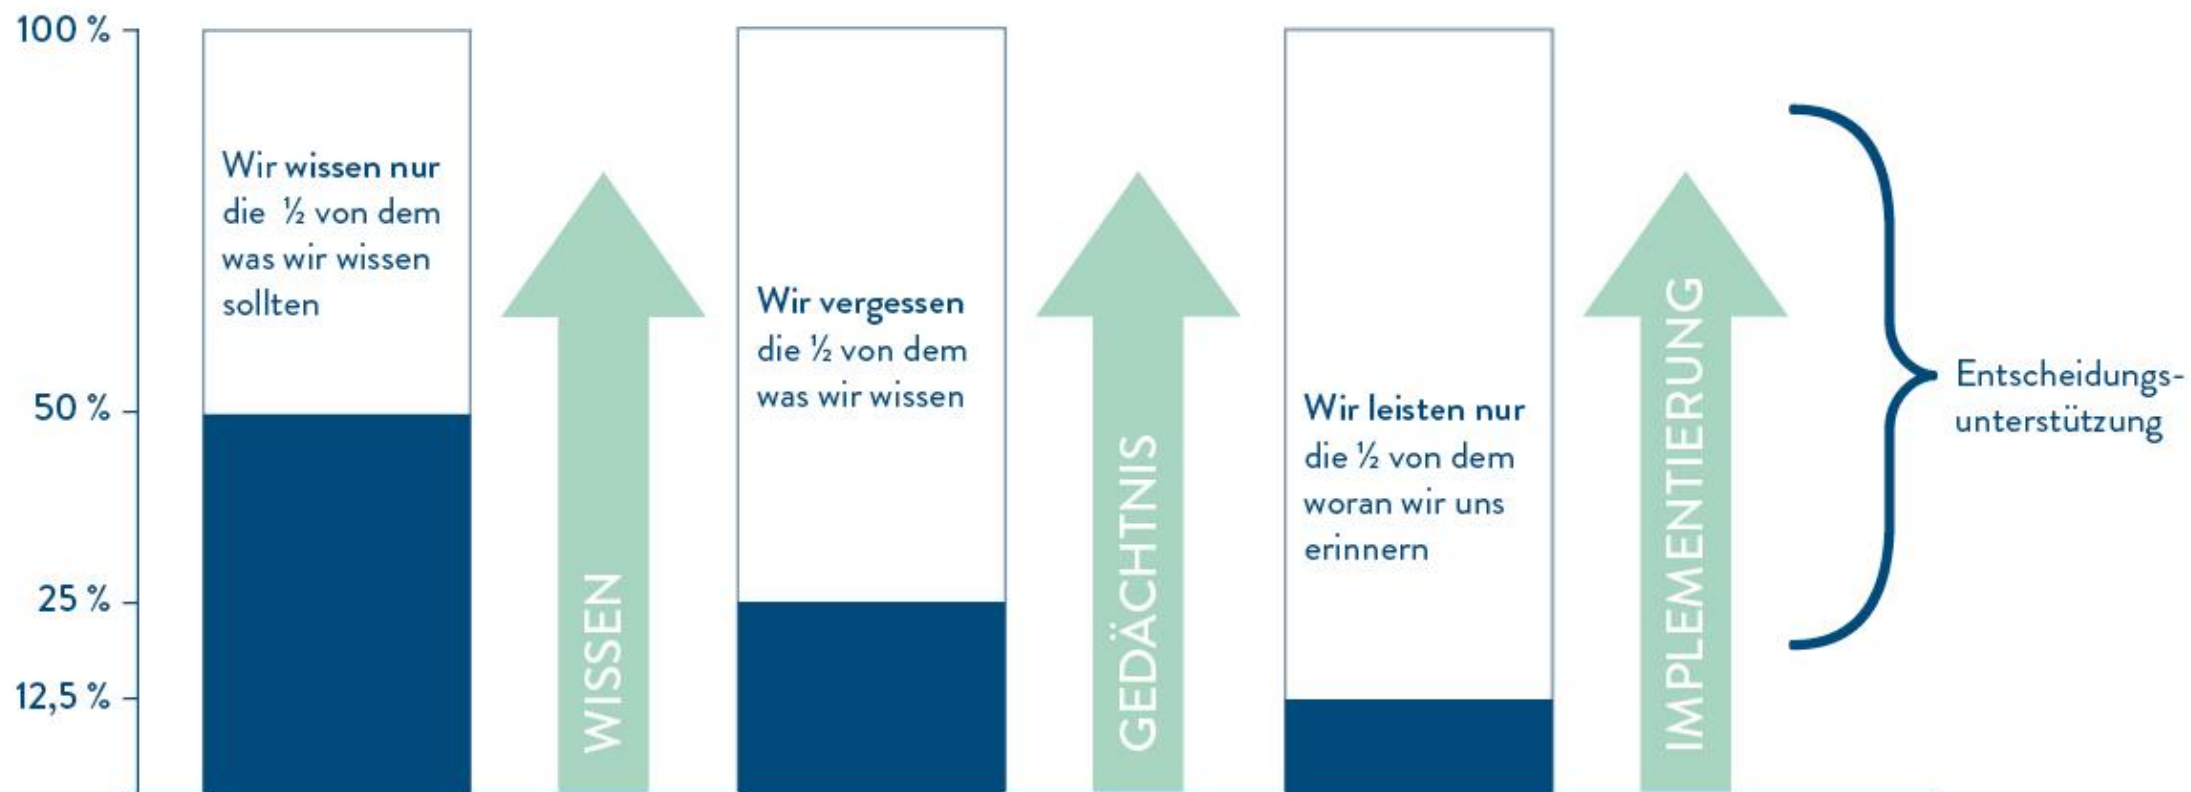 100 %
50 %
25 %
12,5 %
Wir wissen nur
die ½ von dem
was wir wissen
sollten
WISSEN
Wir vergessen
die ½ von dem
was wir wissen
GEDÄCHTNIS
Wir leisten nur
die ½ von dem
woran wir uns
erinnern
IMPLEMENTIERUNG
Entscheidungs-
unterstützung